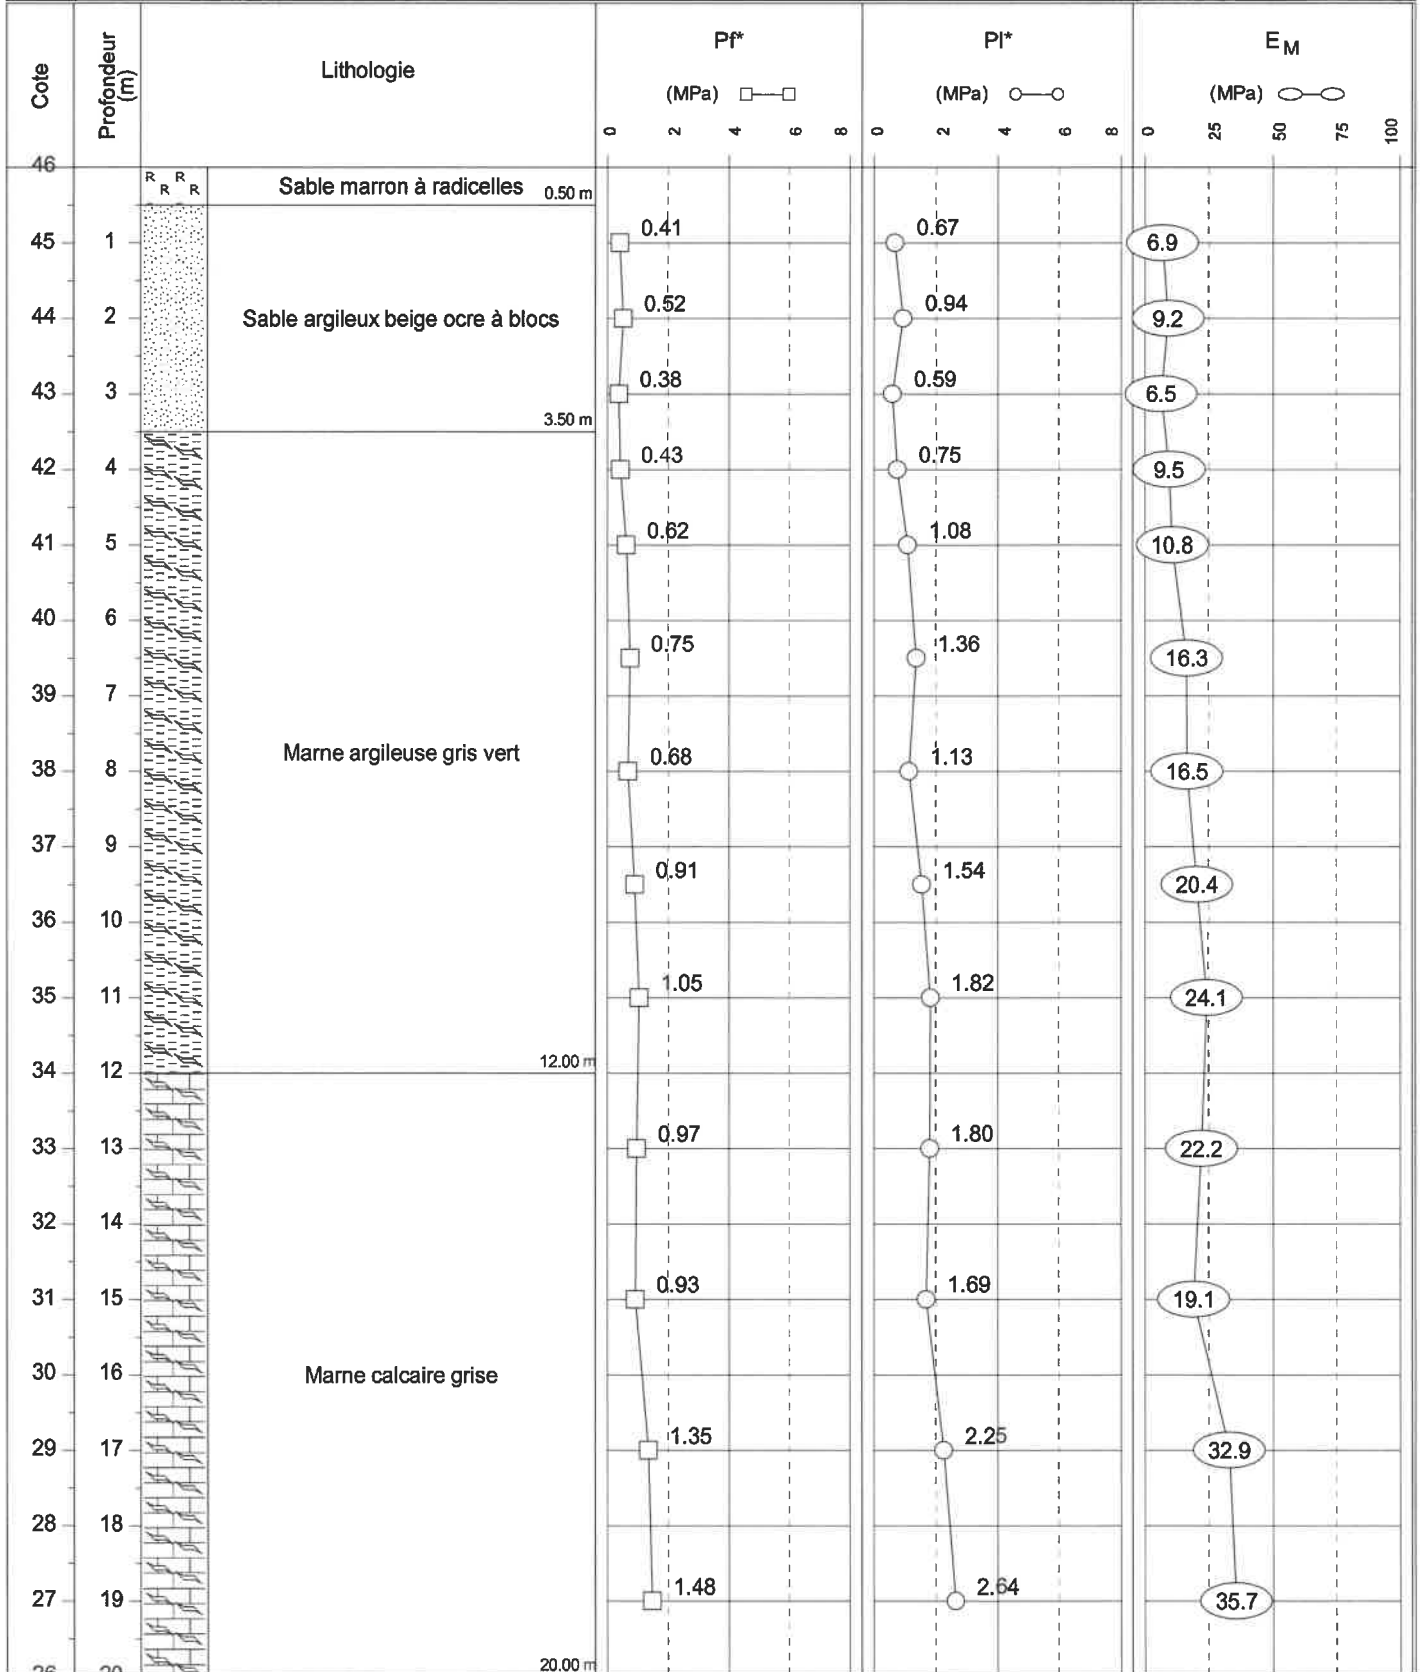 Cote
Profondeur (m)
Lithologie
Pf*
(MPa)
0 2 4 6 8
Pl*
(MPa)
0 2 4 6 8
E M
(MPa)
0 25 50 75 100
46
R R
R R
Sable marron à radicelles
0.50 m
45 1 0.41 0.67 6.9
44 2 Sable argileux beige ocre à blocs 0.52 0.94 9.2
43 3 0.38 0.59 6.5
3.50 m
42 4 0.43 0.75 9.5
41 5 0.62 1.08 10.8
40 6
0.75 1.36 16.3
39 7
Marne argileuse gris vert
38 8 0.68 1.13 16.5
37 9
0.91 1.54 20.4
36 10
35 11 1.05 1.82 24.1
12.00 m
34 12
33 13 0.97 1.80 22.2
32 14
31 15 0.93 1.69 19.1
30 16 Marne calcaire grise
29 17 1.35 2.25 32.9
28 18
27 19 1.48 2.64 35.7
20.00 m
26 20